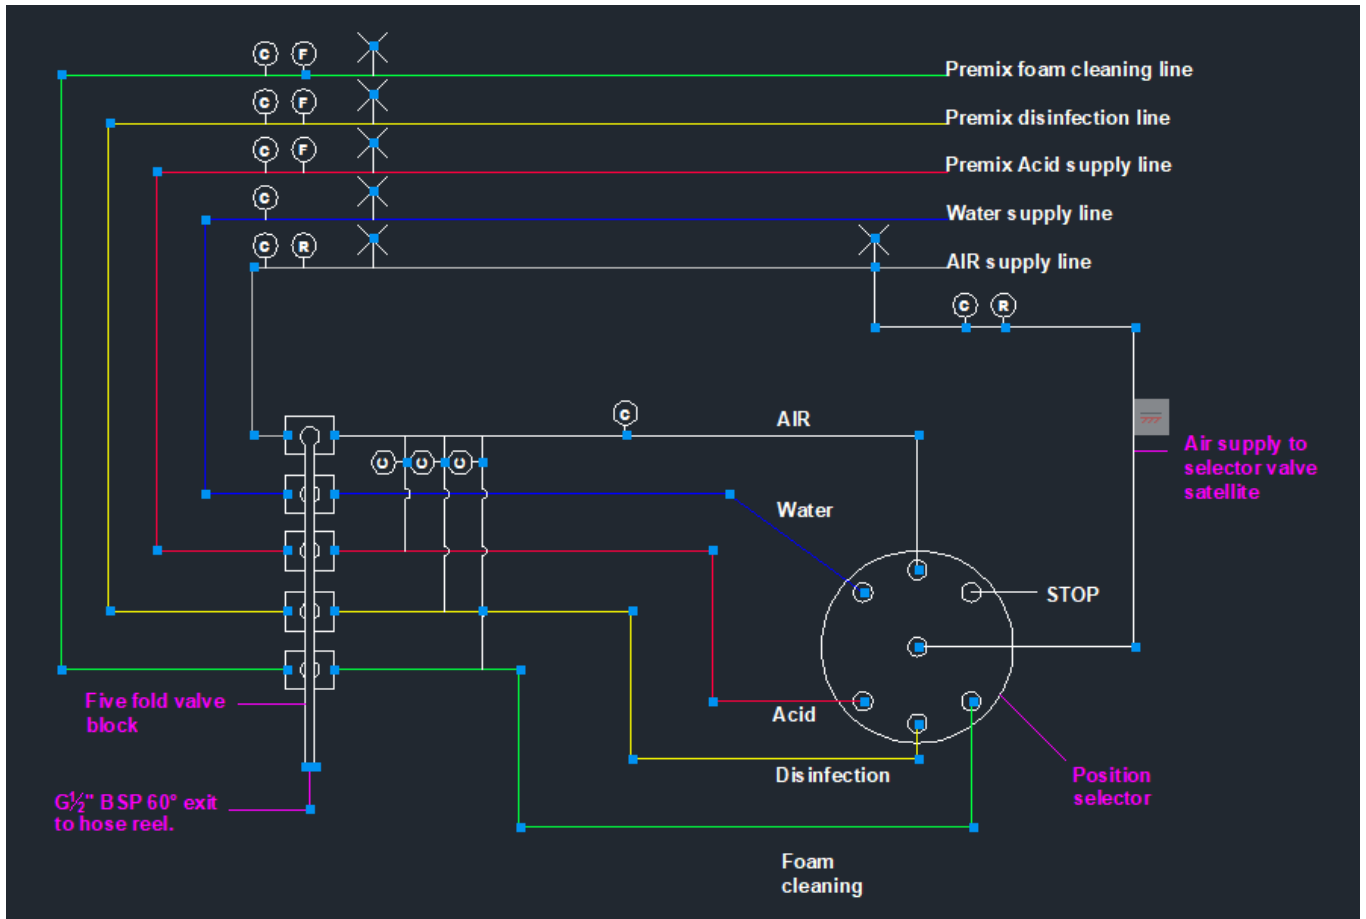 C F
Premix foam cleaning line
C F
Premix disinfection line
C F
Premix Acid supply line
C
Water supply line
C R
AIR supply line
C R
C
AIR
Air supply to
selector valve
satellite
C C C
Water
STOP
Five fold valve
block
Acid
Disinfection
Position
selector
G½" BSP 60° exit
to hose reel.
Foam
cleaning